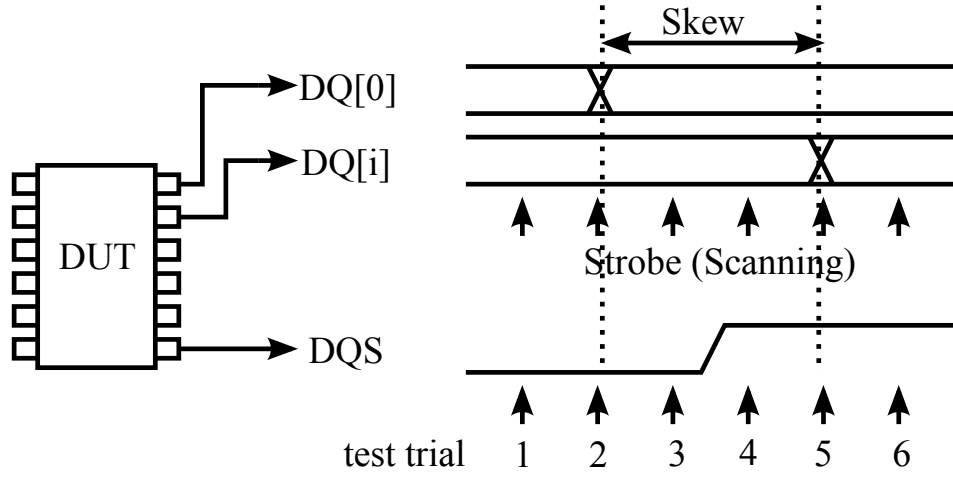 Skew
DQ[0]
DQ[i]
DUT
Strobe (Scanning)
DQS
test trial 1 2 3 4 5 6